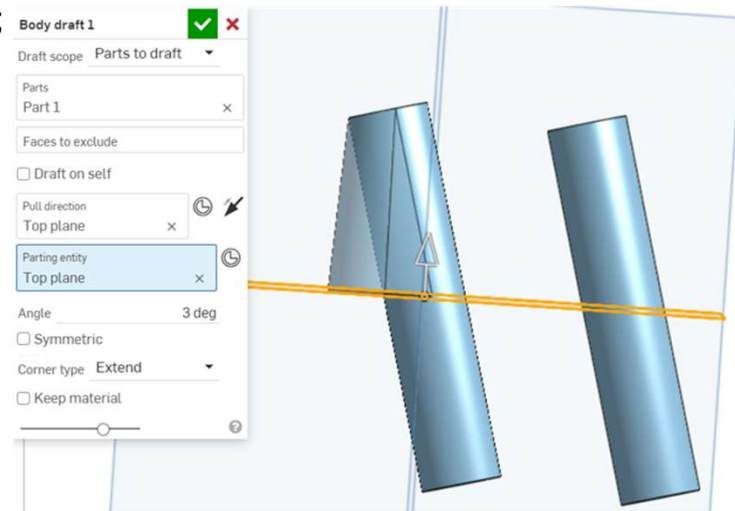 Body draft 1
Draft scope Parts to draft
Parts
Part 1
Faces to exclude
Draft on self
Pull direction
Top plane
Parting entity
Top plane
Angle 3 deg
Symmetric
Corner type Extend
Keep material